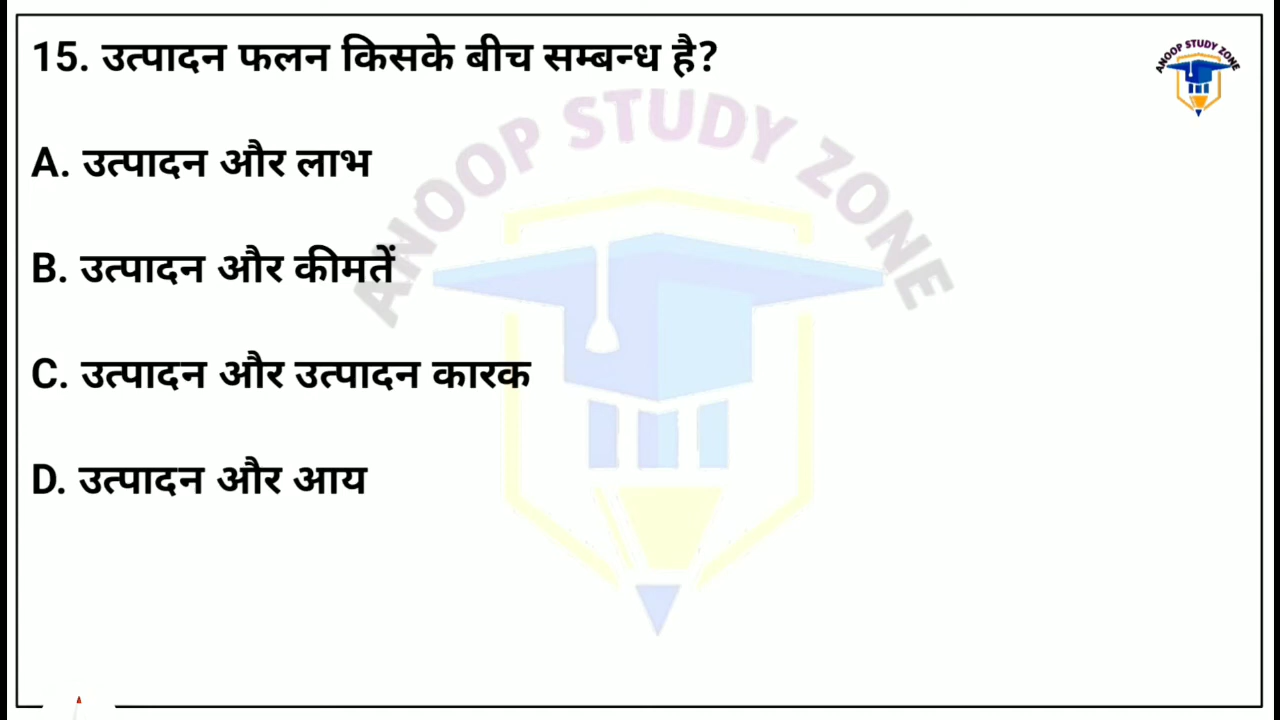 15. उत्पादन फलन किसके बीच सम्बन्ध है?
ANOOP STUDY ZONE
A. उत्पादन और लाभ
ANOOP STUDY ZONE
B. उत्पादन और कीमतें
C. उत्पादन और उत्पादन कारक
D. उत्पादन और आय